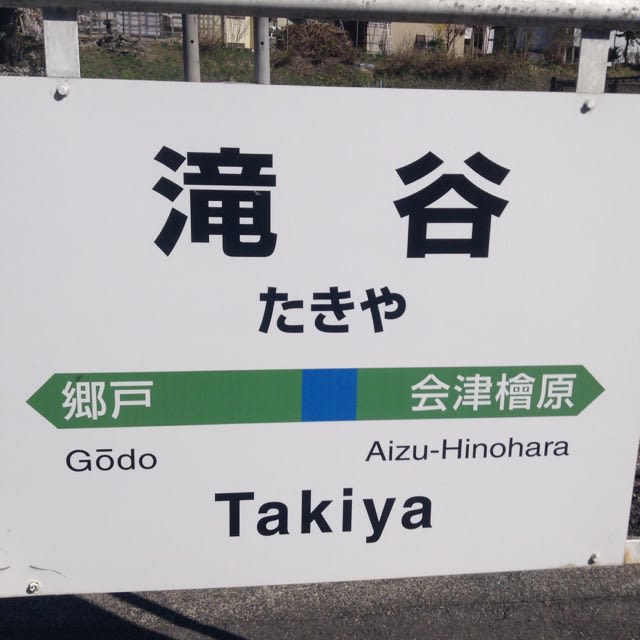 滝谷
たきや
郷戸 会津檜原
Gōdo Aizu-Hinohara
Takiya